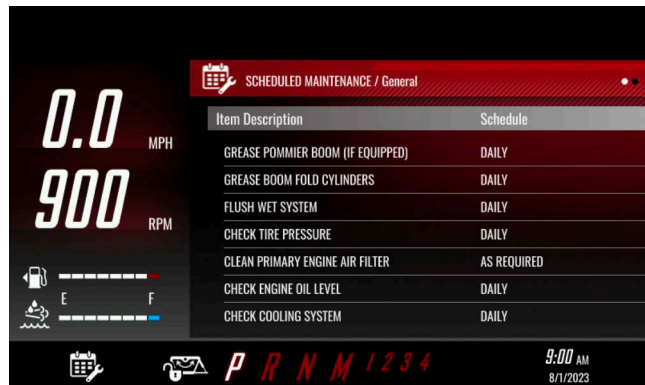 SCHEDULED MAINTENANCE / General
0.0 MPH
900 RPM
Item Description Schedule
GREASE POMMIER BOOM (IF EQUIPPED) DAILY
GREASE BOOM FOLD CYLINDERS DAILY
FLUSH WET SYSTEM DAILY
CHECK TIRE PRESSURE DAILY
CLEAN PRIMARY ENGINE AIR FILTER AS REQUIRED
CHECK ENGINE OIL LEVEL DAILY
CHECK COOLING SYSTEM DAILY
E F
P R N M 1 2 3 4
9:00 AM
8/1/2023